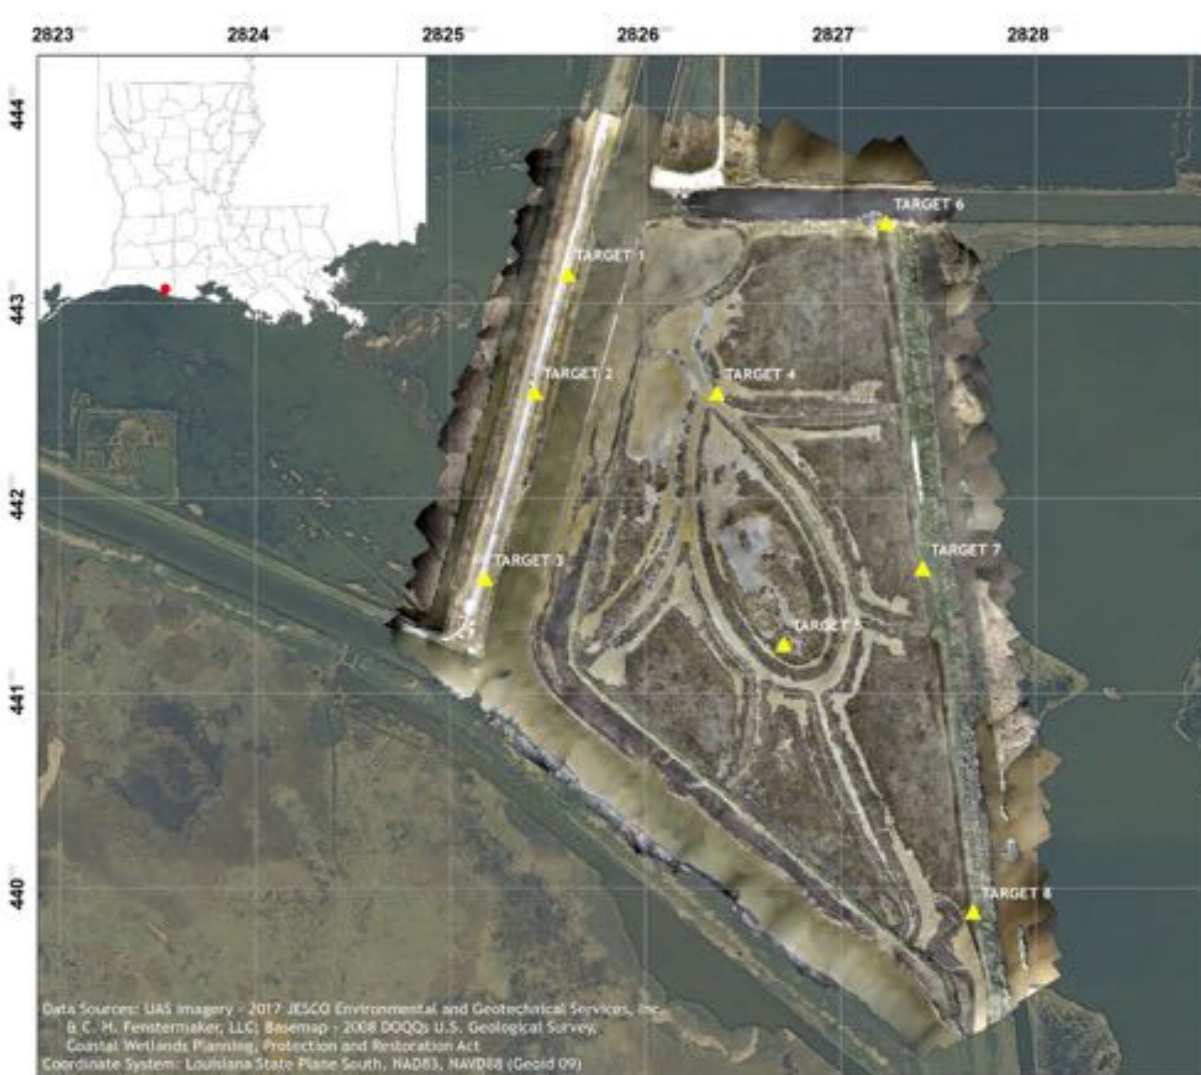 2823 2824 2825 2826 2827 2828
444
443
442
441
440
TARGET 1
TARGET 2
TARGET 3
TARGET 4
TARGET 5
TARGET 6
TARGET 7
TARGET 8
Data Sources: UAS imagery - 2017 JESCO Environmental and Geotechnical Services, Inc.
& C. H. Fenstermaker, LLC; Basemap - 2008 DOQQs U.S. Geological Survey,
Coastal Wetlands Planning, Protection and Restoration Act
Coordinate System: Louisiana State Plane South, NAD83, NAVD88 (Geoid 09)